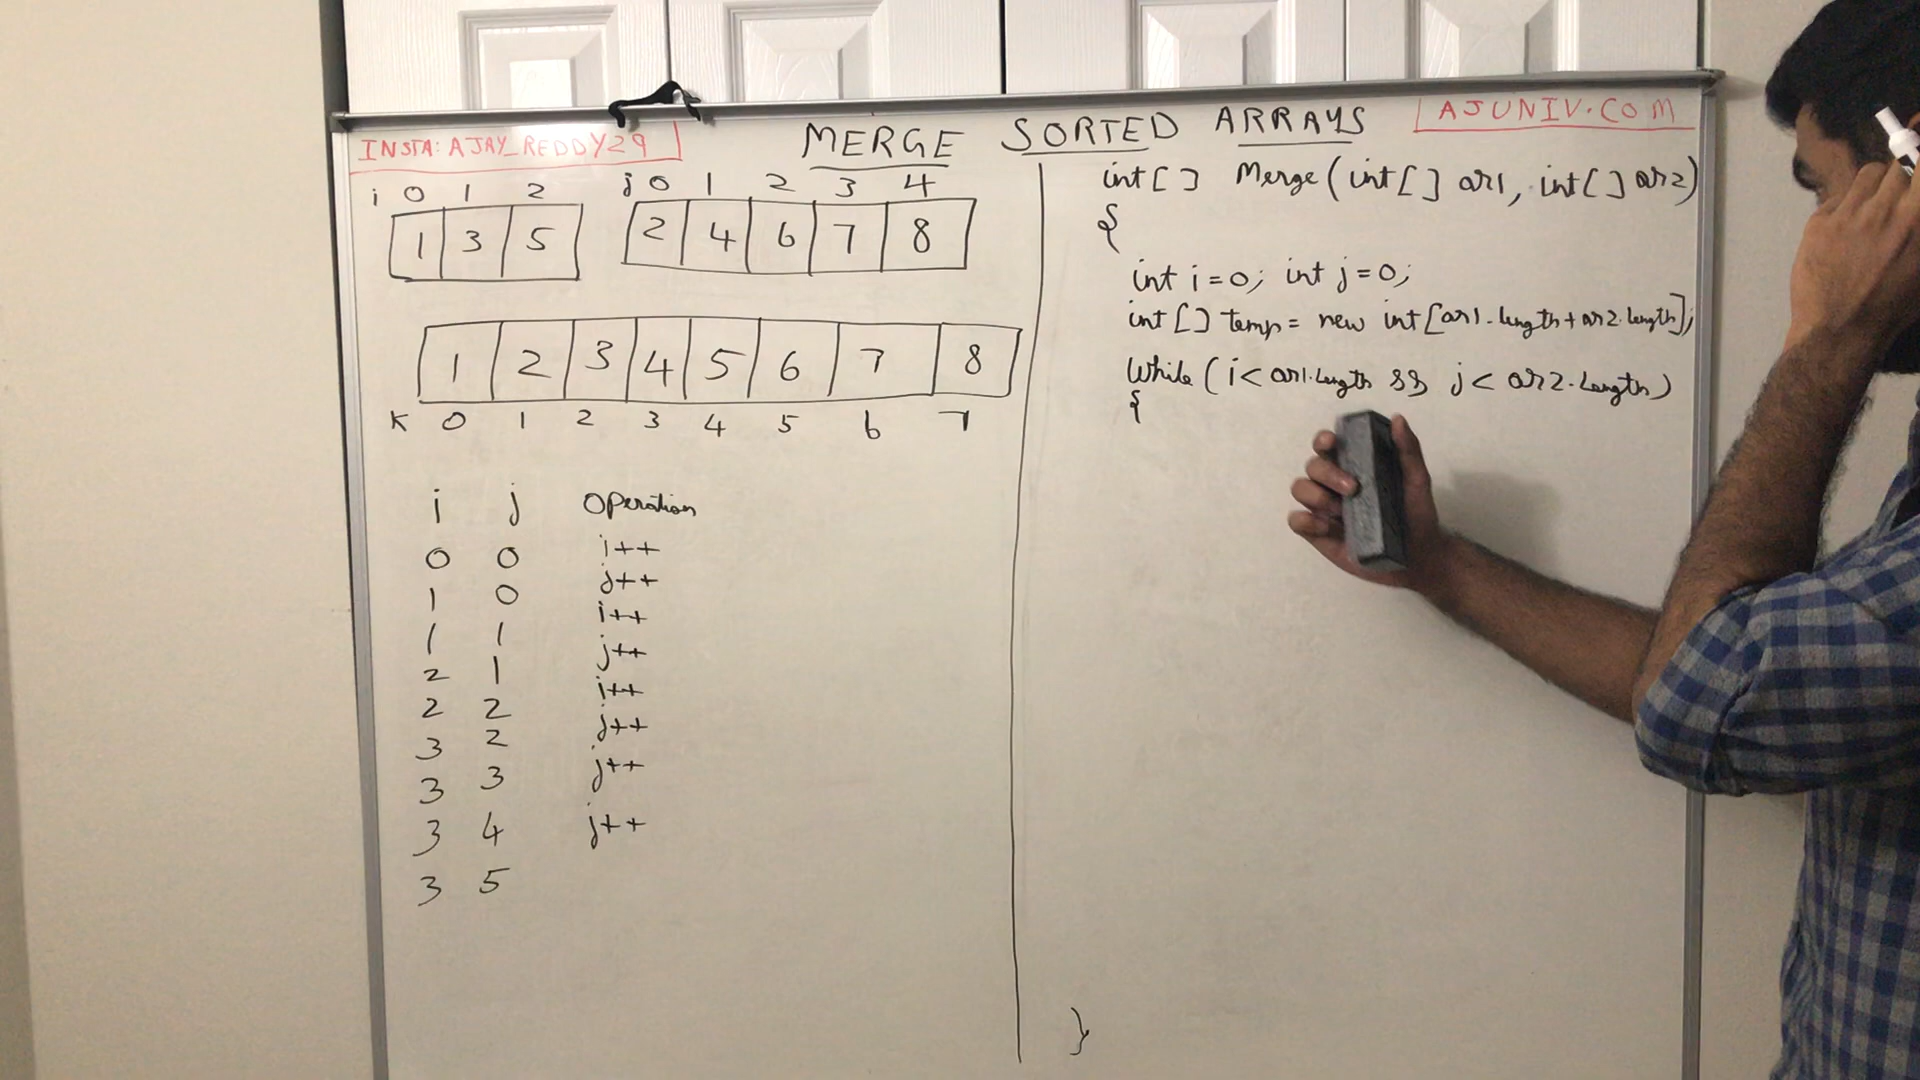 INSTA: AJAY_REDDY29
MERGE SORTED ARRAYS
AJUNIV.COM
i 0 1 2
1 3 5
j 0 1 2 3 4
2 4 6 7 8
1 2 3 4 5 6 7 8
K 0 1 2 3 4 5 6 7
i j Operation
0 0 i++
1 0 j++
1 1 i++
2 1 j++
2 2 i++
3 2 j++
3 3 j++
3 4 j++
3 5
int[] Merge(int[] ar1, int[] ar2)
{
int i=0; int j=0;
int[] temp = new int[ar1.length+ar2.length];
While (i< ar1.Length && j< ar2.Length)
{
}